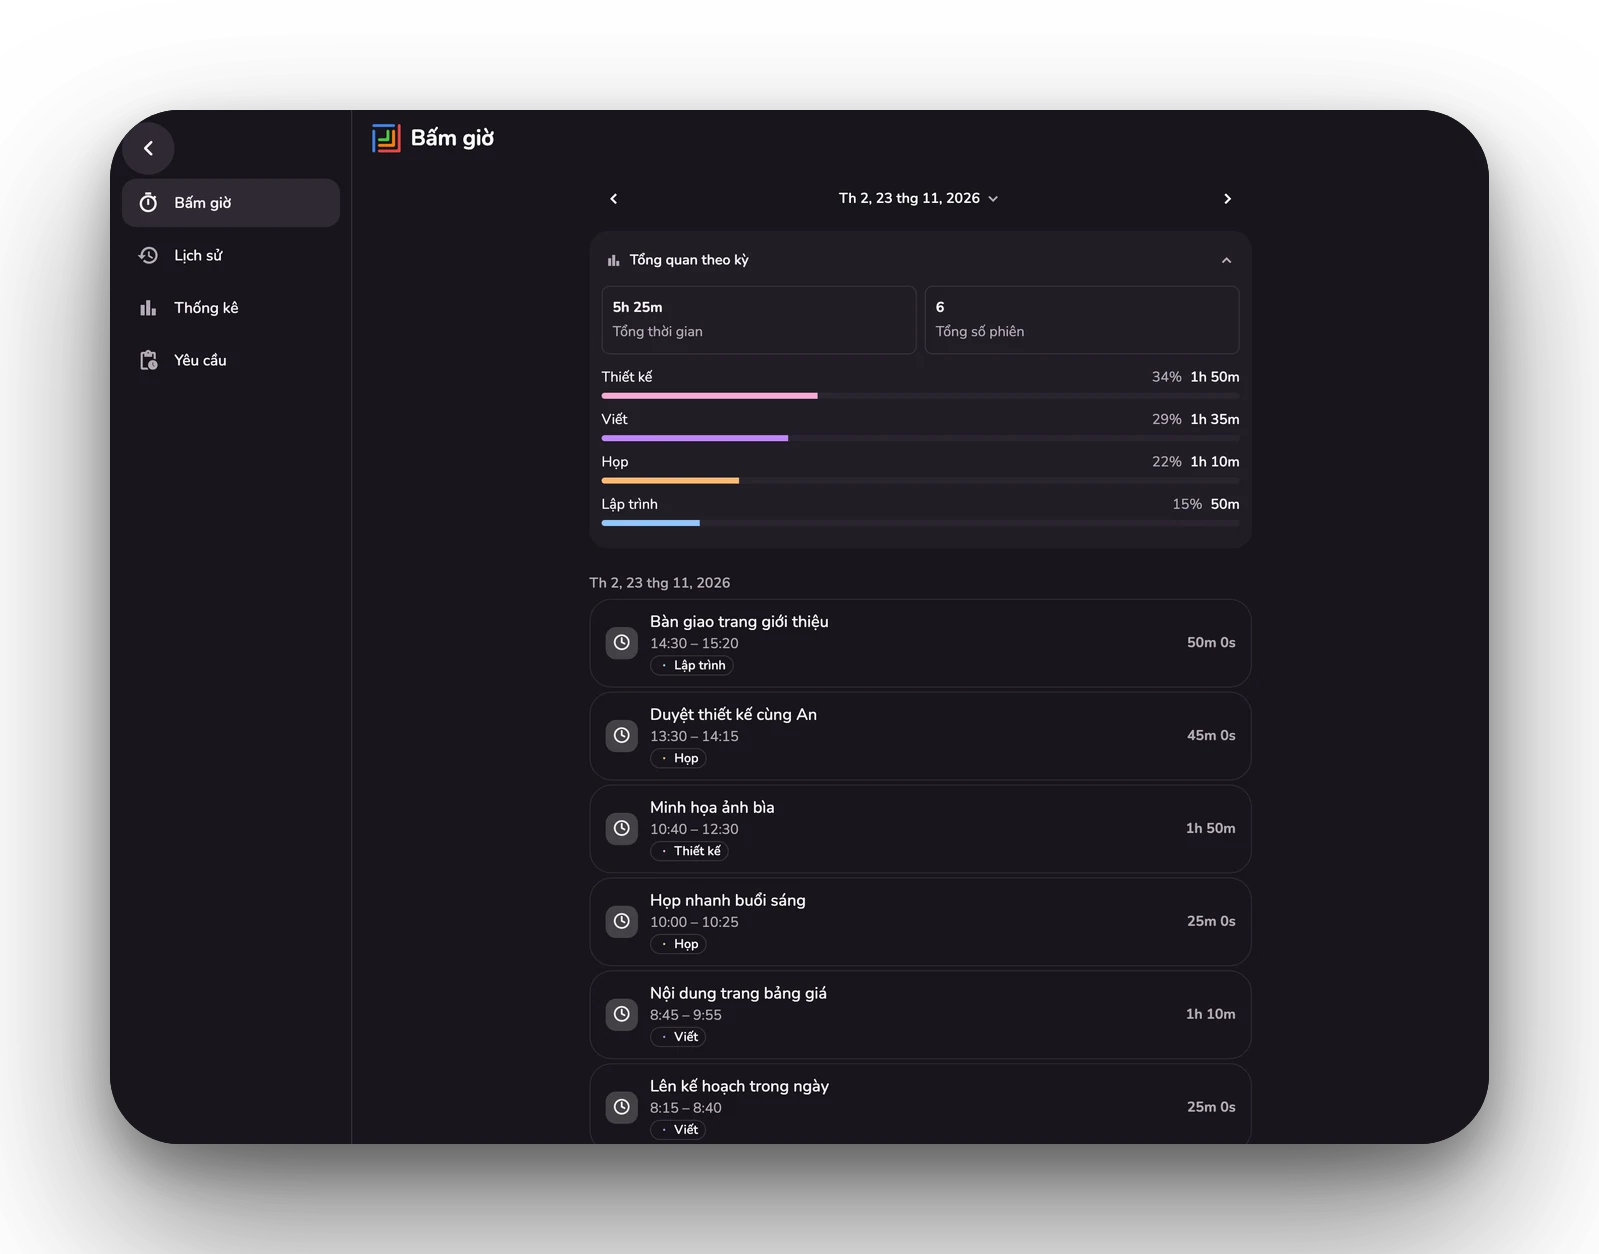 Bấm giờ
Lịch sử
Thống kê
Yêu cầu
Bấm giờ
Th 2, 23 thg 11, 2026
Tổng quan theo kỳ
5h 25m
Tổng thời gian
6
Tổng số phiên
Thiết kế 34% 1h 50m
Viết 29% 1h 35m
Họp 22% 1h 10m
Lập trình 15% 50m
Th 2, 23 thg 11, 2026
Bàn giao trang giới thiệu
14:30 – 15:20
Lập trình
50m 0s
Duyệt thiết kế cùng An
13:30 – 14:15
Họp
45m 0s
Minh họa ảnh bìa
10:40 – 12:30
Thiết kế
1h 50m
Họp nhanh buổi sáng
10:00 – 10:25
Họp
25m 0s
Nội dung trang bảng giá
8:45 – 9:55
Viết
1h 10m
Lên kế hoạch trong ngày
8:15 – 8:40
Viết
25m 0s